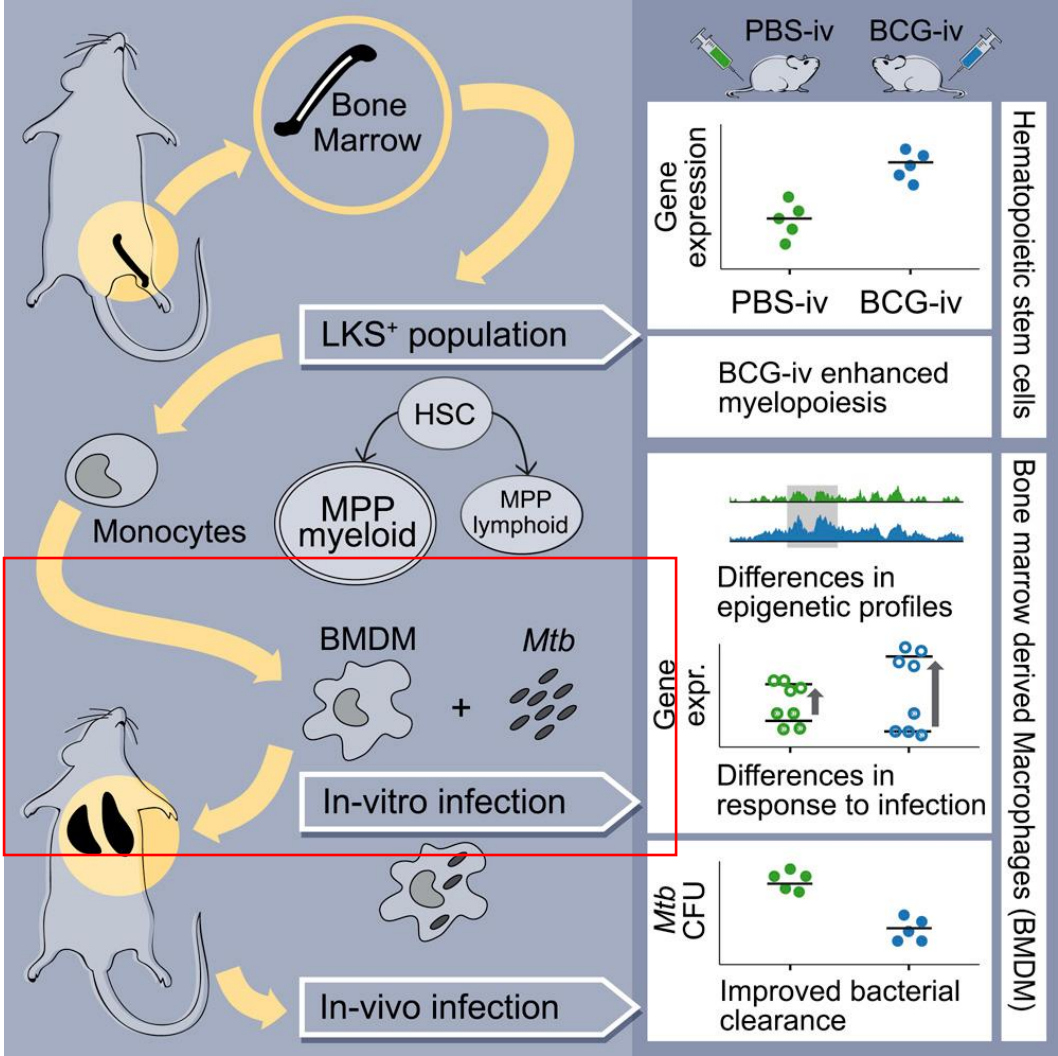 PBS-iv
BCG-iv
Bone
Marrow
Gene
expression
PBS-iv
BCG-iv
Hematopoietic stem cells
LKS⁺ population
BCG-iv enhanced
myelopoiesis
HSC
MPP
myeloid
MPP
lymphoid
Monocytes
Differences in
epigenetic profiles
BMDM
+
Mtb
Gene
expr.
Differences in
response to infection
In-vitro infection
Bone marrow derived Macrophages (BMDM)
Mtb
CFU
Improved bacterial
clearance
In-vivo infection